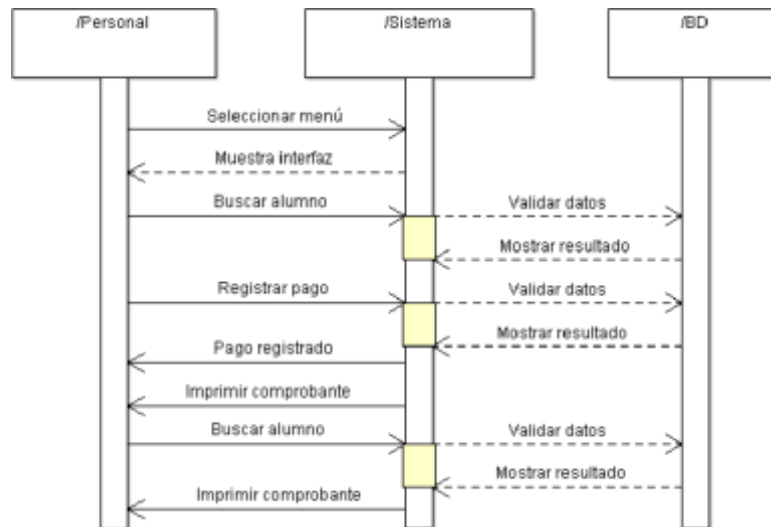 /Personal
/Sistema
/BD
Seleccionar menú
Muestra interfaz
Buscar alumno
Validar datos
Mostrar resultado
Registrar pago
Validar datos
Mostrar resultado
Pago registrado
Imprimir comprobante
Buscar alumno
Validar datos
Mostrar resultado
Imprimir comprobante